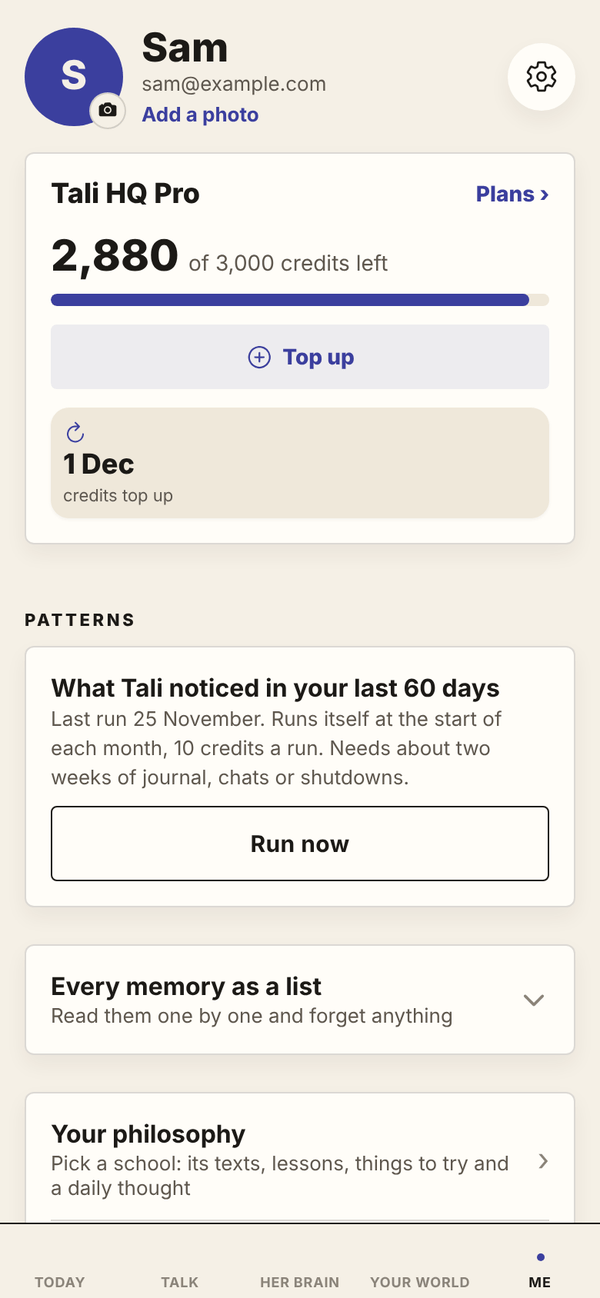 S
Sam
sam@example.com
Add a photo
Tali HQ Pro
Plans ›
2,880 of 3,000 credits left
Top up
1 Dec
credits top up
PATTERNS
What Tali noticed in your last 60 days
Last run 25 November. Runs itself at the start of
each month, 10 credits a run. Needs about two
weeks of journal, chats or shutdowns.
Run now
Every memory as a list
Read them one by one and forget anything
Your philosophy
Pick a school: its texts, lessons, things to try and
a daily thought
TODAY
TALK
HER BRAIN
YOUR WORLD
ME